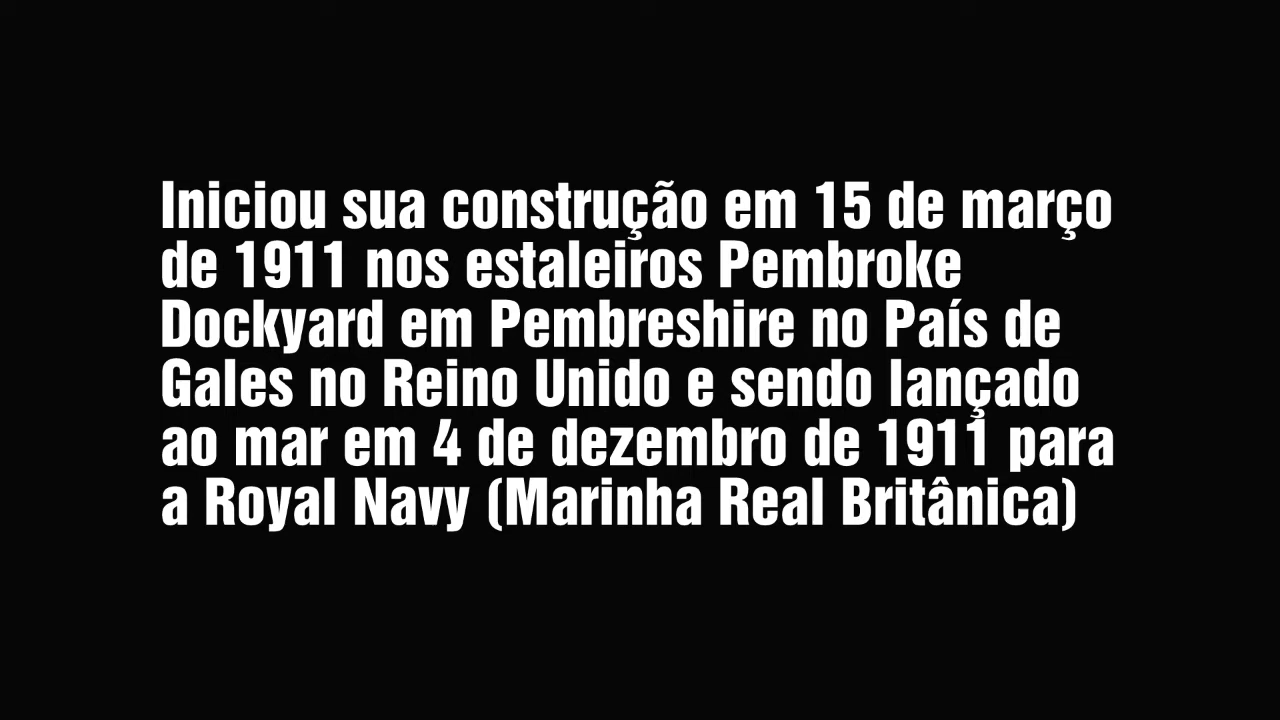 Iniciou sua construção em 15 de março
de 1911 nos estaleiros Pembroke
Dockyard em Pembreshire no País de
Gales no Reino Unido e sendo lançado
ao mar em 4 de dezembro de 1911 para
a Royal Navy (Marinha Real Britânica)